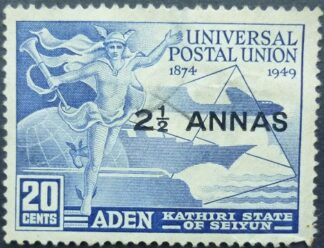 UNIVERSAL
POSTAL UNION
1874 1949
2½ ANNAS
20
CENTS
ADEN
KATHIRI STATE
OF SEIYUN